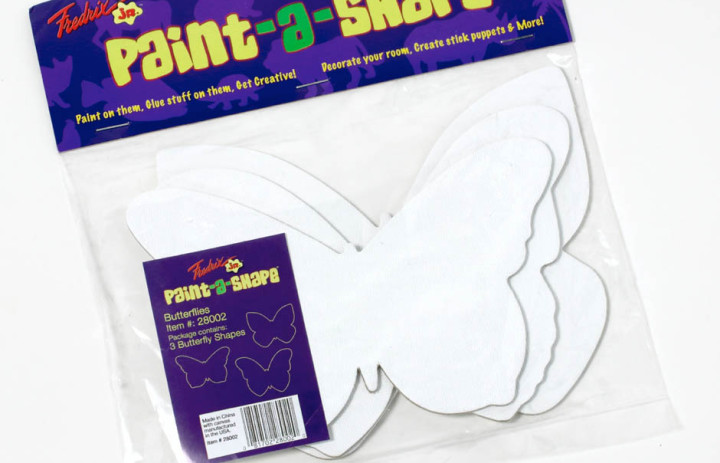 Fredrix JR.
Paint-a-Shape
Paint on them, Glue stuff on them, Get Creative!
Decorate your room, Create stick puppets & More!
Fredrix JR.
Paint-a-Shape
Butterflies
Item #: 28002
Package contains:
3 Butterfly Shapes
Made in China
with canvas
manufactured
in the USA.
Item # 28002